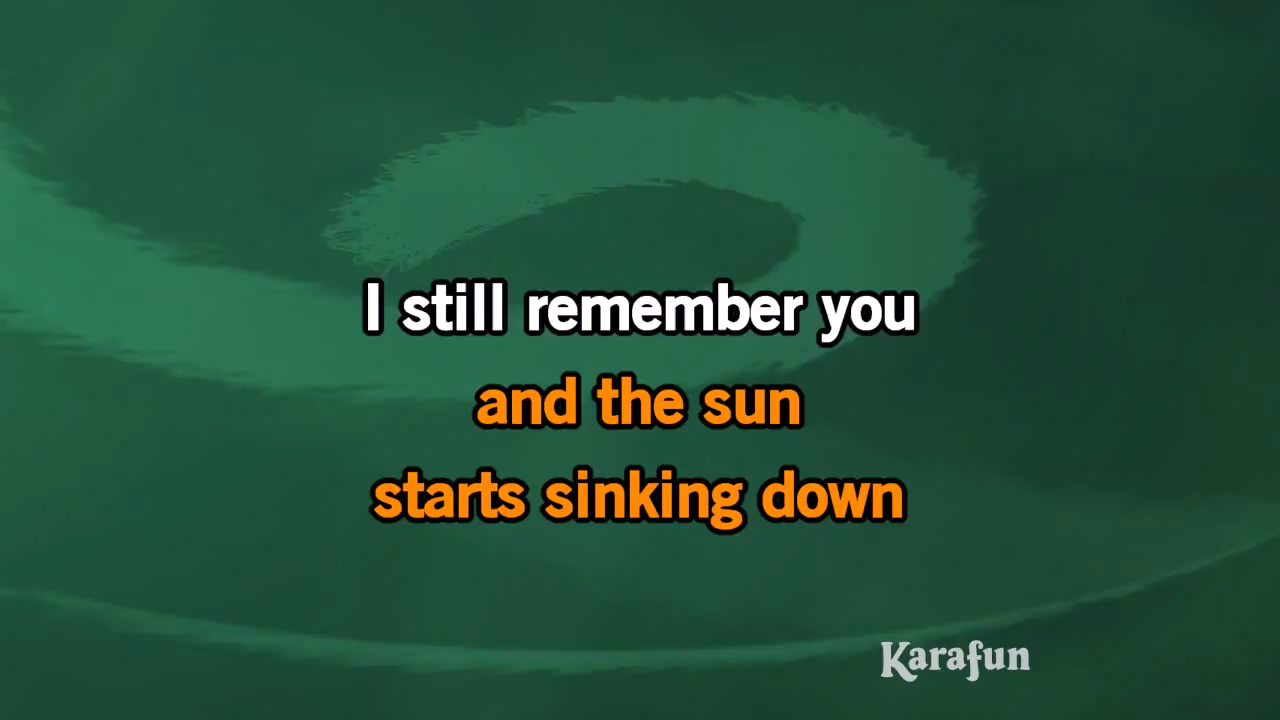 I still remember you
and the sun
starts sinking down
Karafun